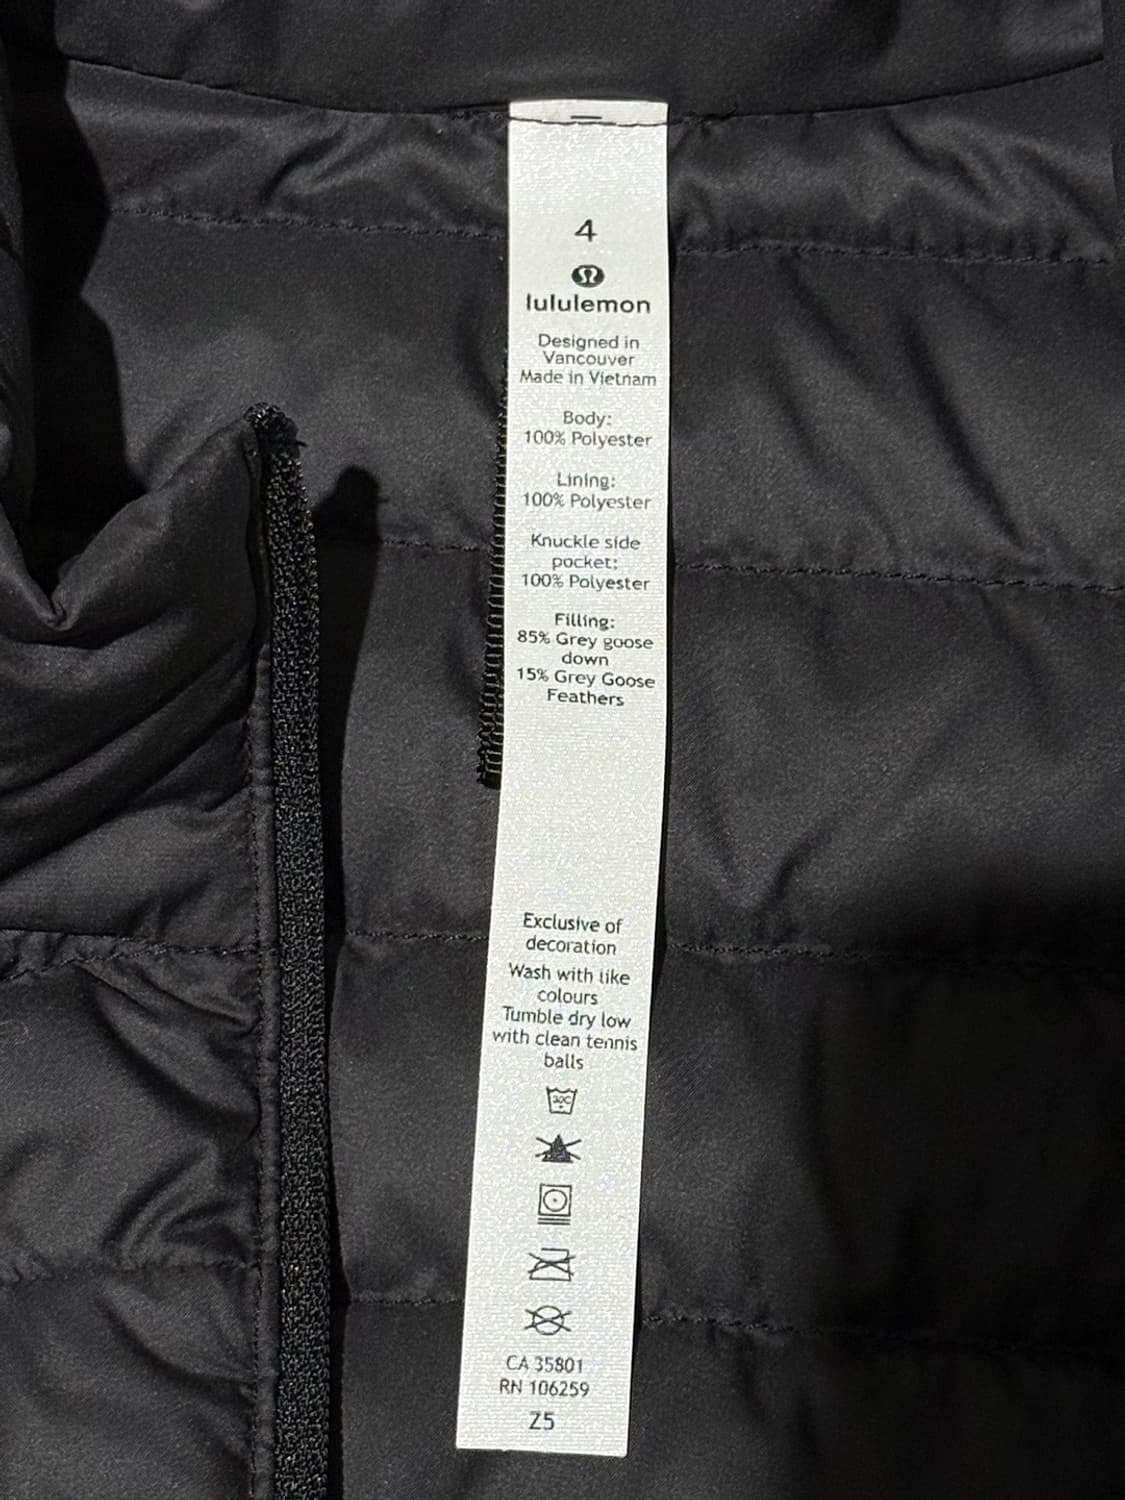 4
lululemon
Designed in
Vancouver
Made in Vietnam
Body:
100% Polyester
Lining:
100% Polyester
Knuckle side
pocket:
100% Polyester
Filling:
85% Grey goose
down
15% Grey Goose
Feathers
Exclusive of
decoration
Wash with like
colours
Tumble dry low
with clean tennis
balls
30C
CA 35801
RN 106259
Z5